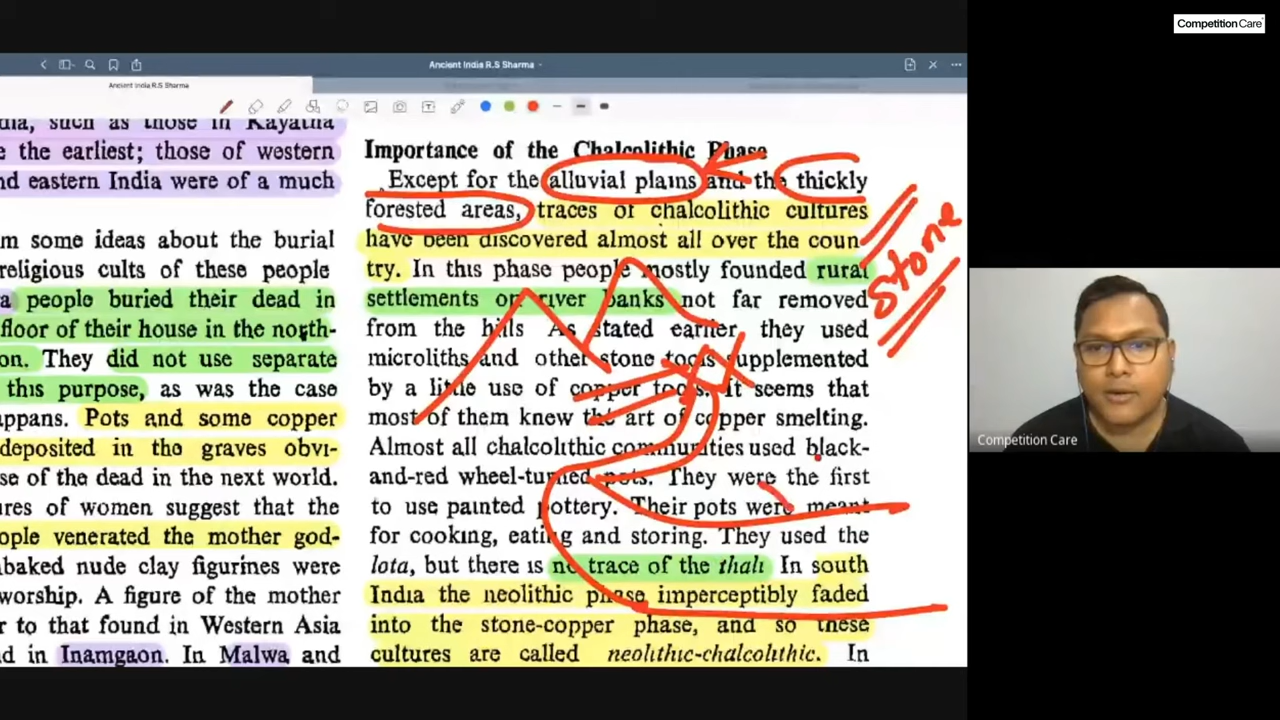 CompetitionCare
Ancient India R.S Sharma
Ancient India R.S Sharma
dia, such as those in Kayatha
e the earliest; those of western
nd eastern India were of a much
m some ideas about the burial
religious cults of these people
a people buried their dead in
floor of their house in the north-
on. They did not use separate
this purpose, as was the case
appans. Pots and some copper
deposited in the graves obvi-
se of the dead in the next world.
ures of women suggest that the
ople venerated the mother god-
nbaked nude clay figurines were
worship. A figure of the mother
r to that found in Western Asia
nd in Inamgaon. In Malwa and
Importance of the Chalcolithic Phase
Except for the alluvial plains and the thickly
forested areas, traces of chalcolithic cultures
have been discovered almost all over the coun-
try. In this phase people mostly founded rural
settlements on river banks not far removed
from the hills As stated earlier, they used
microliths and other stone tools supplemented
by a little use of copper tools. It seems that
most of them knew the art of copper smelting.
Almost all chalcolithic communities used black-
and-red wheel-turned pots. They were the first
to use painted pottery. Their pots were meant
for cooking, eating and storing. They used the
lota, but there is no trace of the thali In south
India the neolithic phase imperceptibly faded
into the stone-copper phase, and so these
cultures are called neolithic-chalcolithic. In
Stone
Competition Care